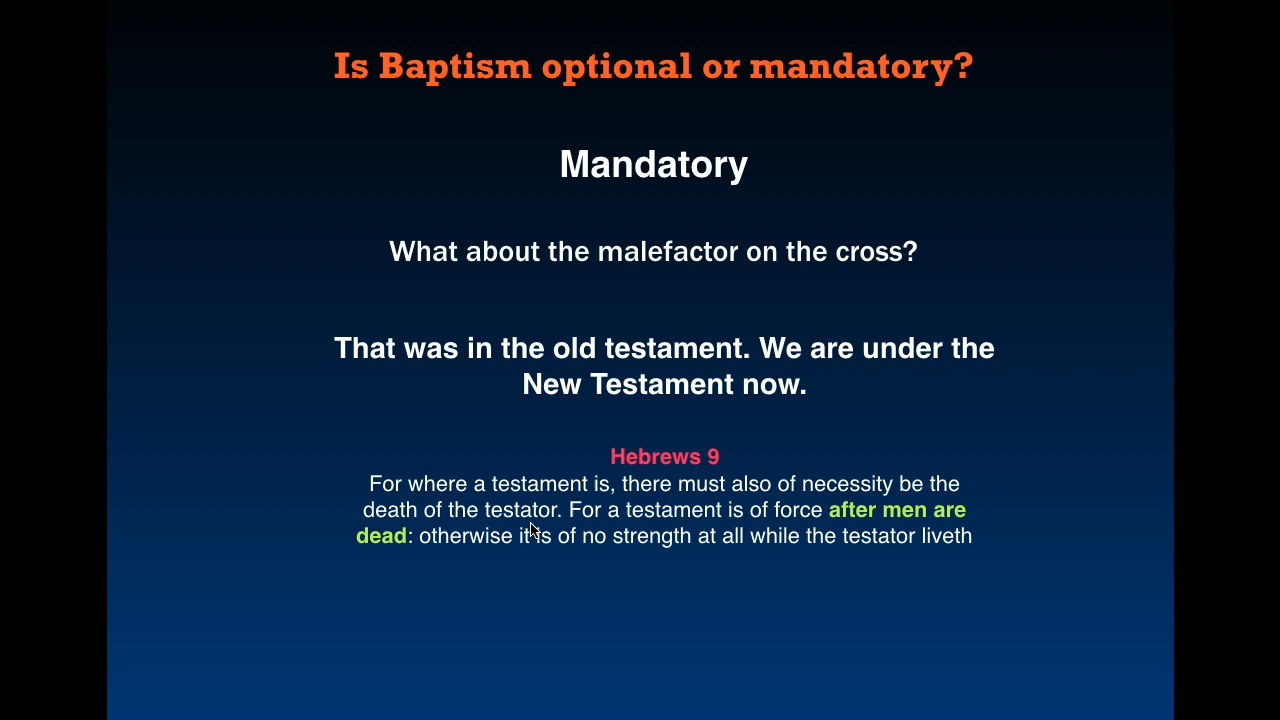 Is Baptism optional or mandatory?
Mandatory
What about the malefactor on the cross?
That was in the old testament. We are under the
New Testament now.
Hebrews 9
For where a testament is, there must also of necessity be the
death of the testator. For a testament is of force after men are
dead: otherwise it is of no strength at all while the testator liveth